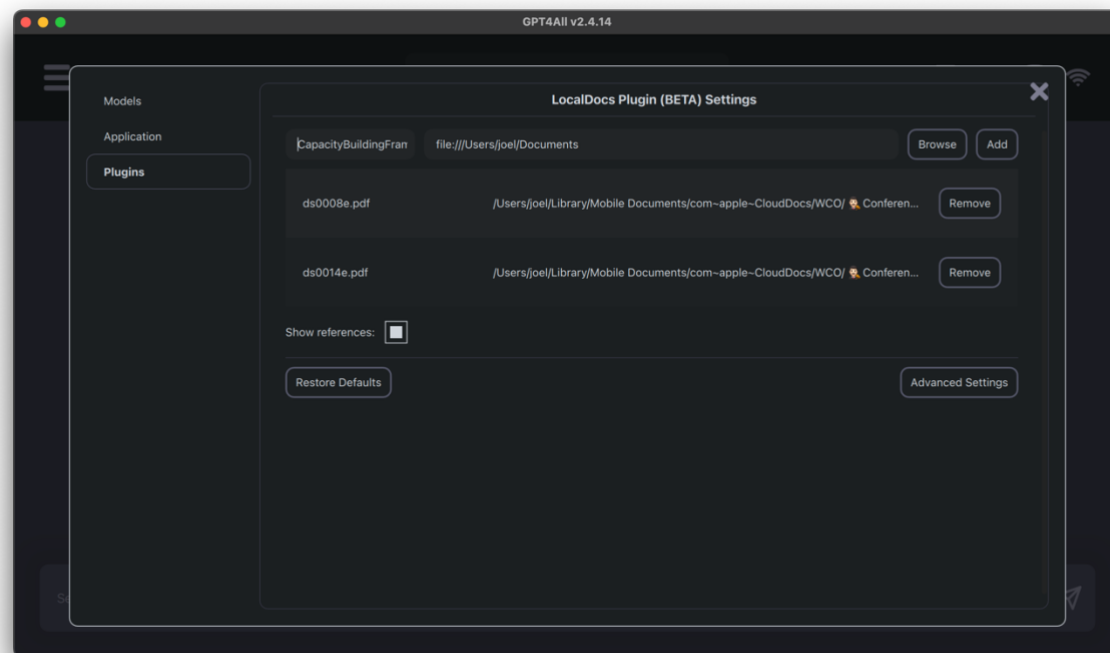 GPT4All v2.4.14
Models
Application
Plugins
LocalDocs Plugin (BETA) Settings
CapacityBuildingFran file:///Users/joel/Documents Browse Add
ds0008e.pdf /Users/joel/Library/Mobile Documents/com~apple~CloudDocs/WCO/🕵🏼Conferen... Remove
ds0014e.pdf /Users/joel/Library/Mobile Documents/com~apple~CloudDocs/WCO/🕵🏼Conferen... Remove
Show references:
Restore Defaults Advanced Settings